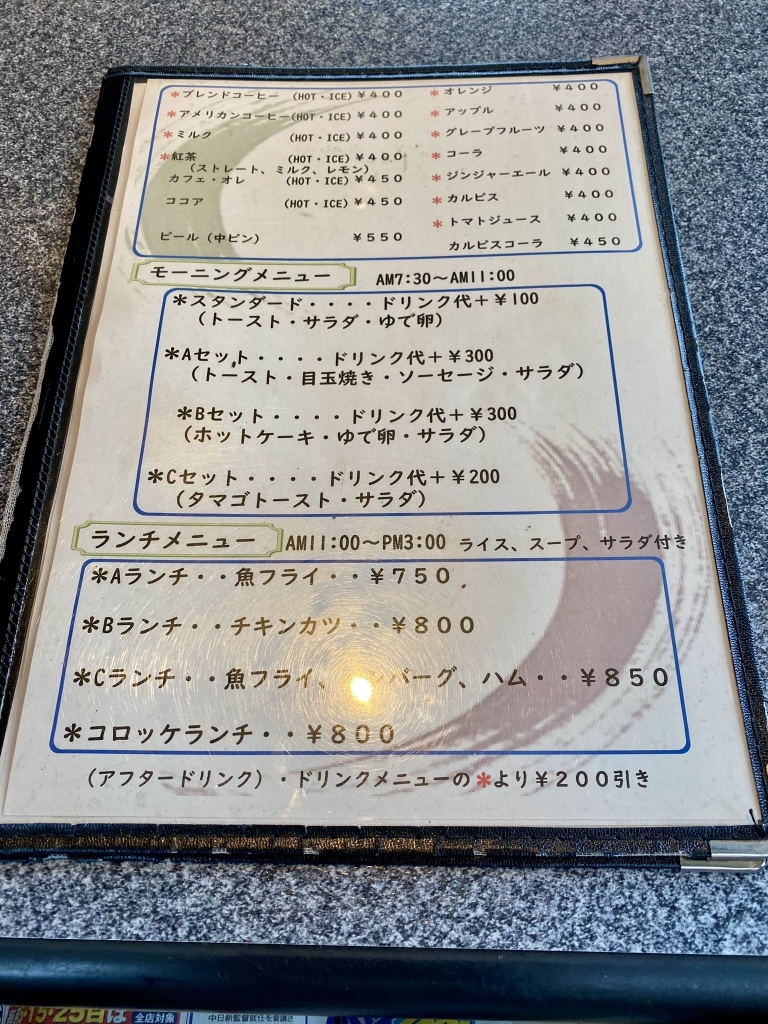 *ブレンドコーヒー (HOT・ICE) ¥400
*アメリカンコーヒー(HOT・ICE) ¥400
*ミルク (HOT・ICE) ¥400
*紅茶 (HOT・ICE) ¥400
(ストレート、ミルク、レモン)
カフェ・オレ (HOT・ICE) ¥450
ココア (HOT・ICE) ¥450
ビール(中ビン) ¥550
*オレンジ ¥400
*アップル ¥400
*グレープフルーツ ¥400
*コーラ ¥400
*ジンジャーエール ¥400
*カルピス ¥400
*トマトジュース ¥400
カルピスコーラ ¥450
モーニングメニュー AM7:30～AM11:00
*スタンダード・・・・ドリンク代+¥100
(トースト・サラダ・ゆで卵)
*Aセット・・・・ドリンク代+¥300
(トースト・目玉焼き・ソーセージ・サラダ)
*Bセット・・・・ドリンク代+¥300
(ホットケーキ・ゆで卵・サラダ)
*Cセット・・・・ドリンク代+¥200
(タマゴトースト・サラダ)
ランチメニュー AM11:00～PM3:00 ライス、スープ、サラダ付き
*Aランチ・・魚フライ・・¥750
*Bランチ・・チキンカツ・・¥800
*Cランチ・・魚フライ、ハンバーグ、ハム・・¥850
*コロッケランチ・・¥800
(アフタードリンク)・ドリンクメニューの*より¥200引き
15・25日は 全店対象